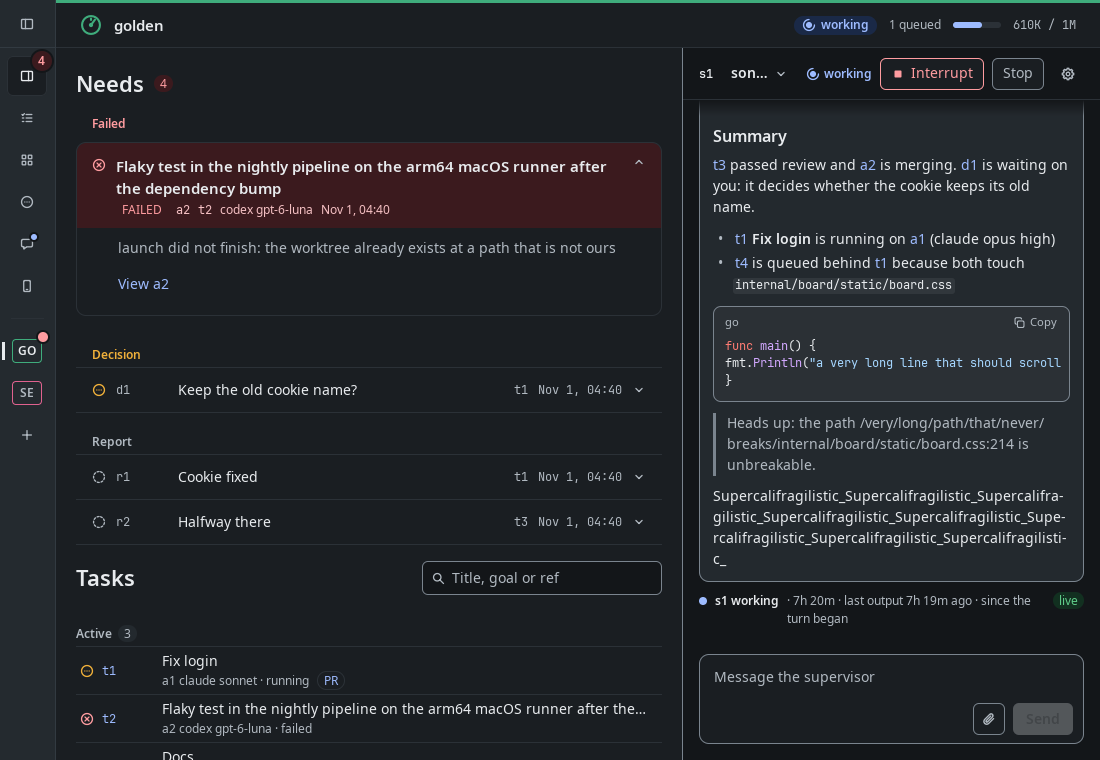 golden
working
1 queued
610K / 1M
4
GO
SE
Needs 4
Failed
Flaky test in the nightly pipeline on the arm64 macOS runner after
the dependency bump
FAILED a2 t2 codex gpt-6-luna Nov 1, 04:40
launch did not finish: the worktree already exists at a path that is not ours
View a2
Decision
d1 Keep the old cookie name? t1 Nov 1, 04:40
Report
r1 Cookie fixed t1 Nov 1, 04:40
r2 Halfway there t3 Nov 1, 04:40
Tasks
Title, goal or ref
Active 3
t1 Fix login
a1 claude sonnet · running PR
t2 Flaky test in the nightly pipeline on the arm64 macOS runner after the…
a2 codex gpt-6-luna · failed
Docs
s1 son… working Interrupt Stop
Summary
t3 passed review and a2 is merging. d1 is waiting on
you: it decides whether the cookie keeps its old
name.
• t1 Fix login is running on a1 (claude opus high)
• t4 is queued behind t1 because both touch
internal/board/static/board.css
go Copy
func main() {
fmt.Println("a very long line that should scroll
}
Heads up: the path /very/long/path/that/never/
breaks/internal/board/static/board.css:214 is
unbreakable.
Supercalifragilistic_Supercalifragilistic_Supercalifra-
gilistic_Supercalifragilistic_Supercalifragilistic_Supe-
rcalifragilistic_Supercalifragilistic_Supercalifragilisti-
c_
s1 working · 7h 20m · last output 7h 19m ago · since the
turn began
live
Message the supervisor
Send